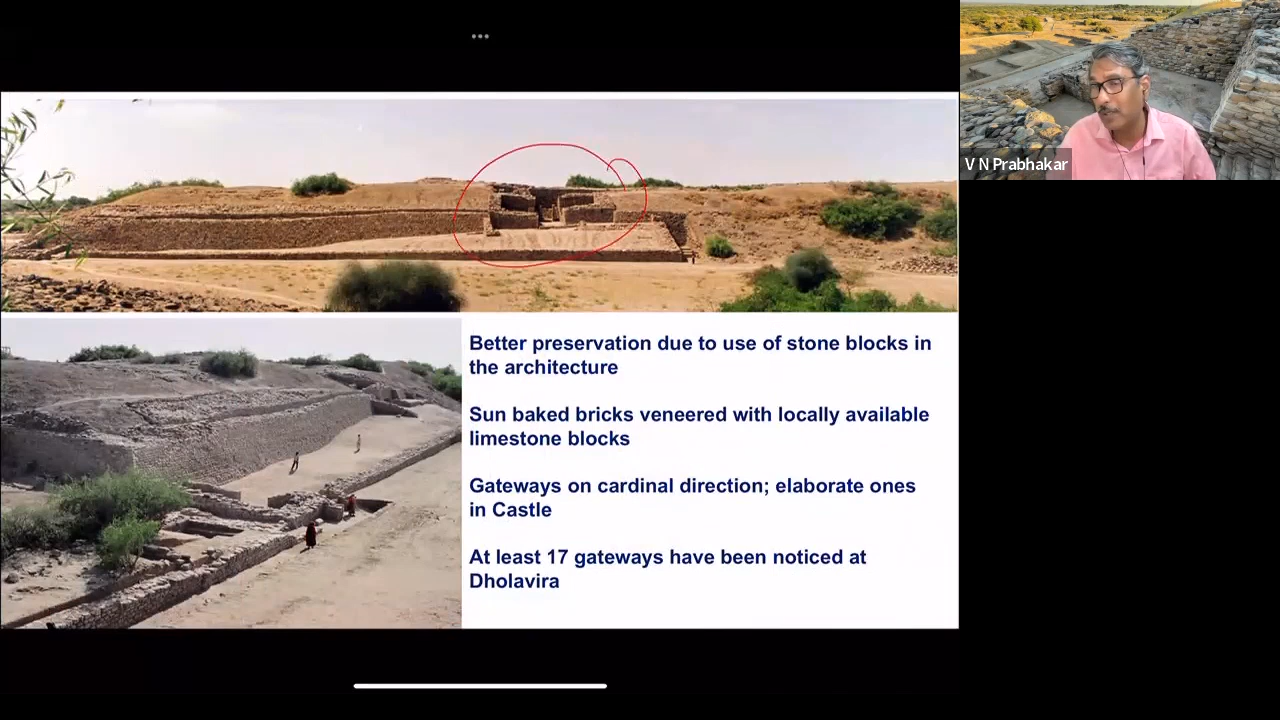 V N Prabhakar
Better preservation due to use of stone blocks in
the architecture
Sun baked bricks veneered with locally available
limestone blocks
Gateways on cardinal direction; elaborate ones
in Castle
At least 17 gateways have been noticed at
Dholavira